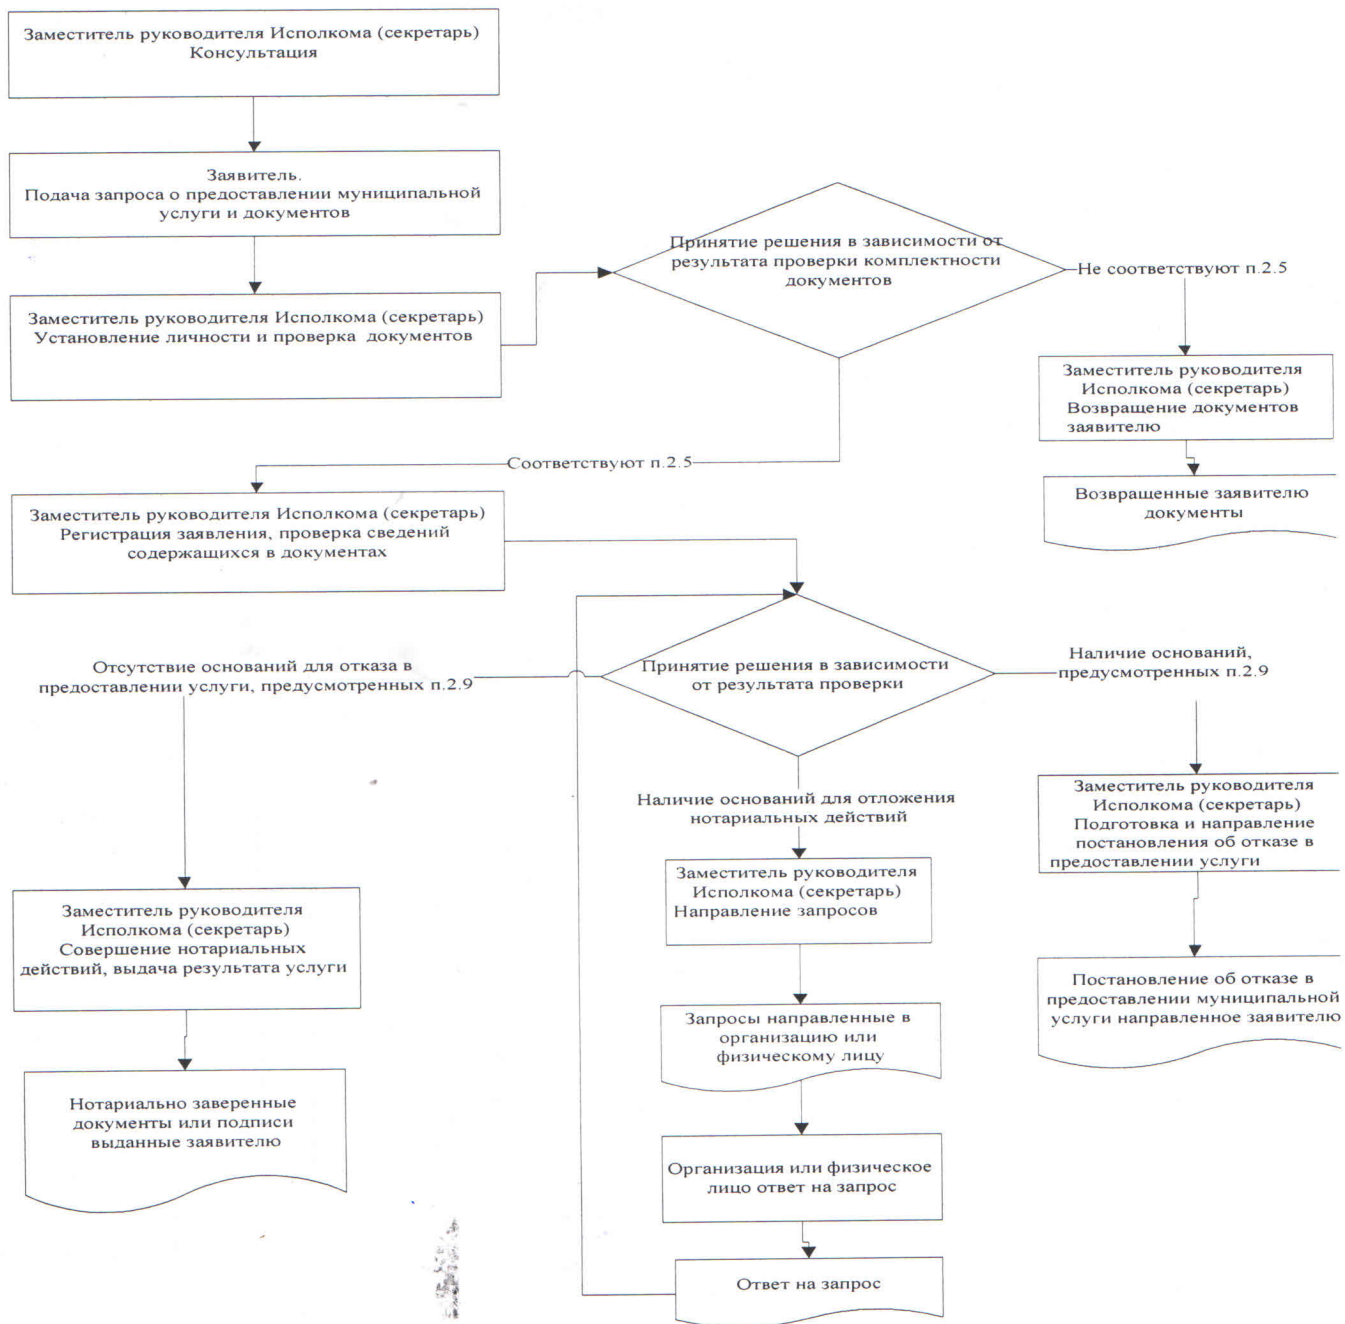 Заместитель руководителя Исполкома (секретарь)
Консультация
Заявитель.
Подача запроса о предоставлении муниципальной
услуги и документов
Заместитель руководителя Исполкома (секретарь)
Установление личности и проверка документов
Принятие решения в зависимости от
результата проверки комплектности
документов
Не соответствуют п.2.5
Заместитель руководителя
Исполкома (секретарь)
Возвращение документов
заявителю
Возвращенные заявителю
документы
Соответствуют п.2.5
Заместитель руководителя Исполкома (секретарь)
Регистрация заявления, проверка сведений
содержащихся в документах
Принятие решения в зависимости
от результата проверки
Отсутствие оснований для отказа в
предоставлении услуги, предусмотренных п.2.9
Наличие оснований,
предусмотренных п.2.9
Наличие оснований для отложения
нотариальных действий
Заместитель руководителя
Исполкома (секретарь)
Подготовка и направление
постановления об отказе в
предоставлении услуги
Заместитель руководителя
Исполкома (секретарь)
Направление запросов
Заместитель руководителя
Исполкома (секретарь)
Совершение нотариальных
действий, выдача результата услуги
Постановление об отказе в
предоставлении муниципальной
услуги направленное заявителю
Запросы направленные в
организацию или
физическому лицу
Нотариально заверенные
документы или подписи
выданные заявителю
Организация или физическое
лицо ответ на запрос
Ответ на запрос